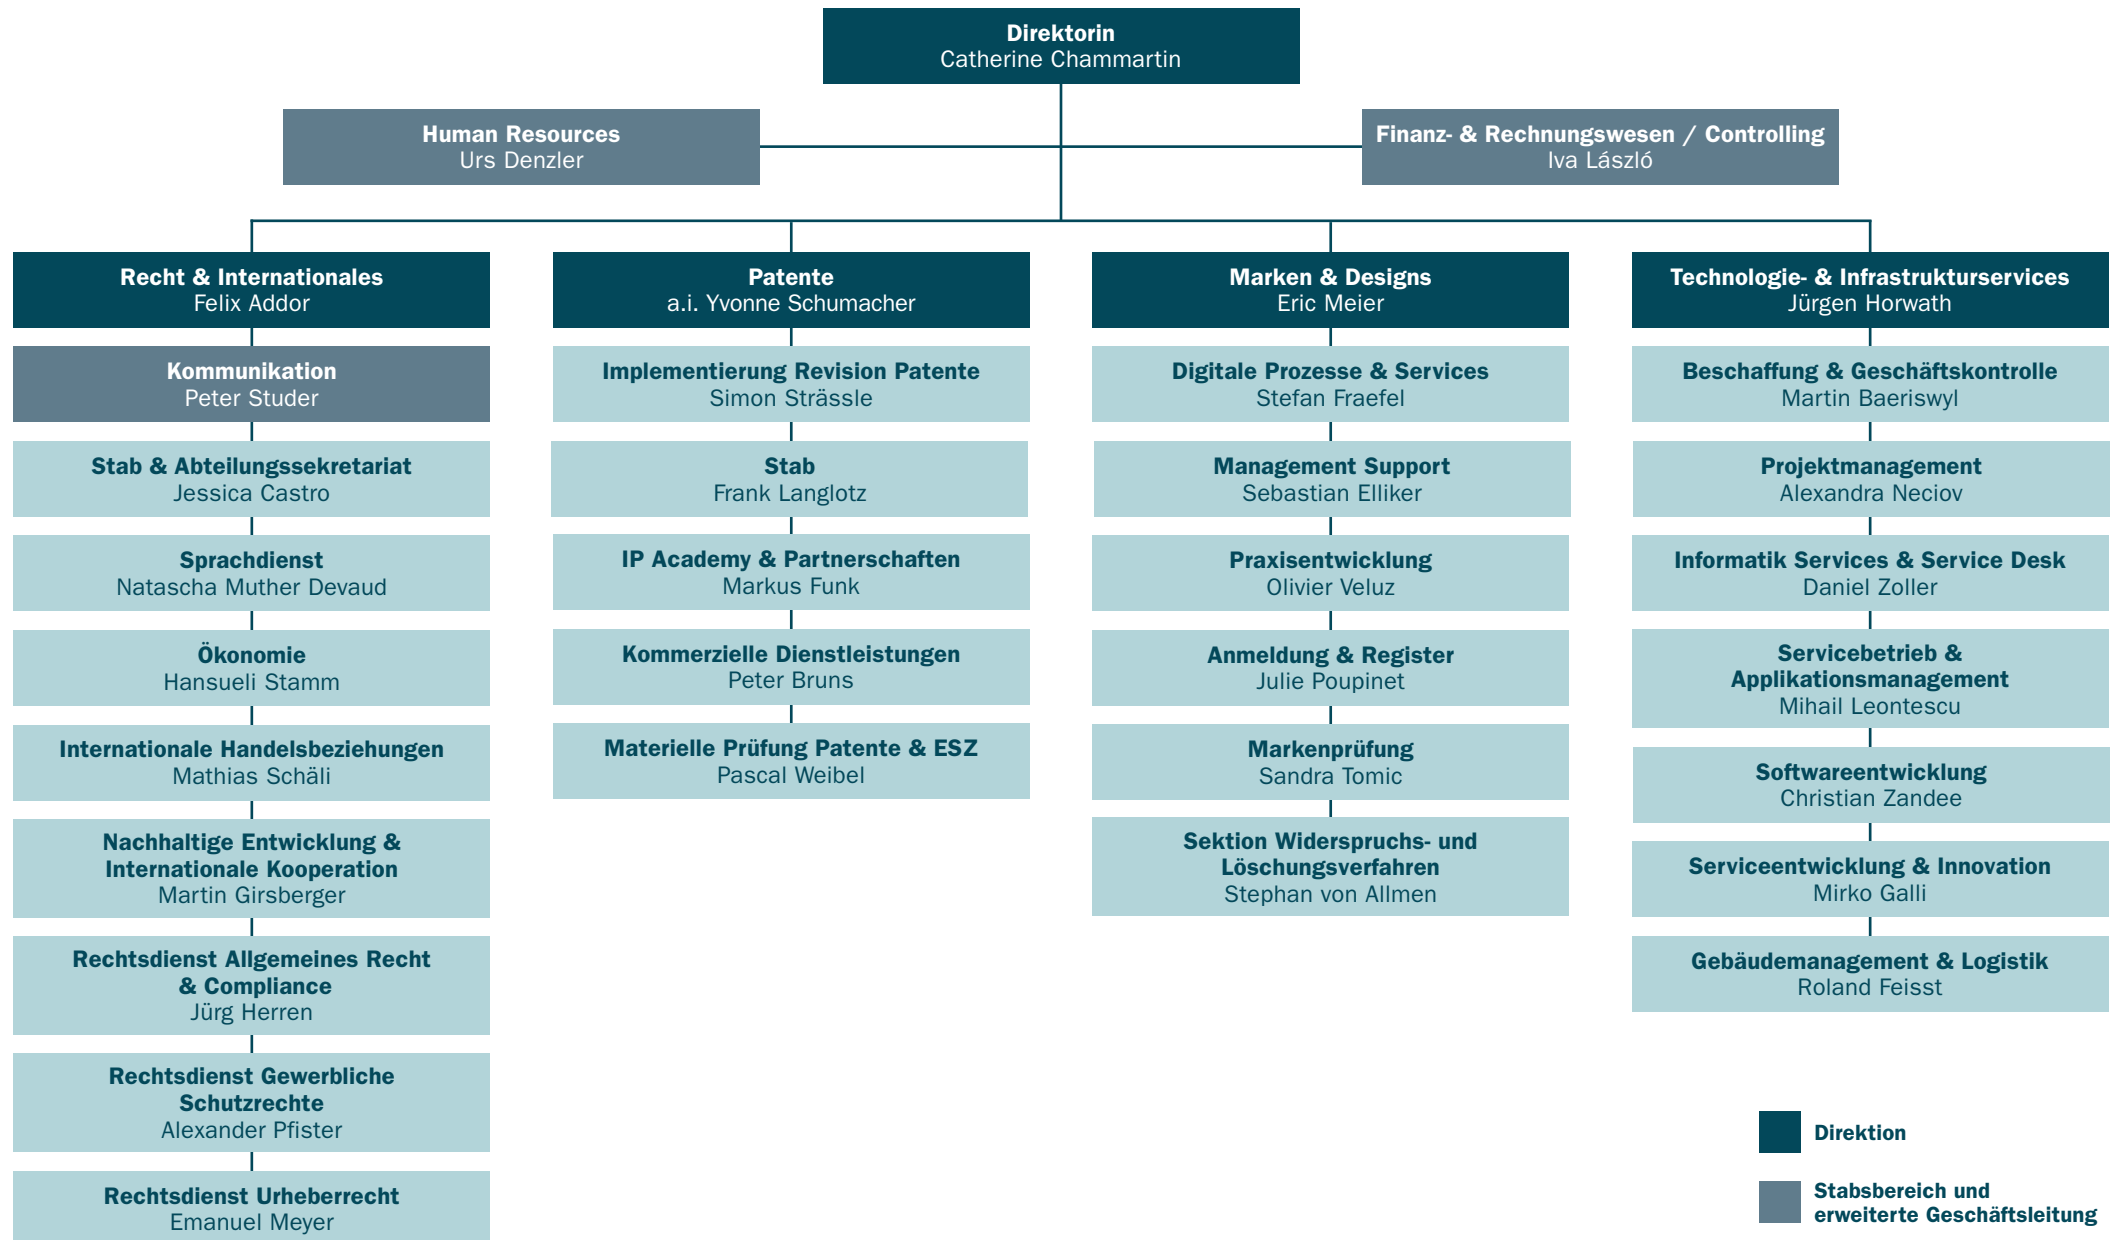 Direktorin
Catherine Chammartin
Human Resources
Urs Denzler
Finanz- & Rechnungswesen / Controlling
Iva László
Recht & Internationales
Felix Addor
Kommunikation
Peter Studer
Stab & Abteilungssekretariat
Jessica Castro
Sprachdienst
Natascha Muther Devaud
Ökonomie
Hansueli Stamm
Internationale Handelsbeziehungen
Mathias Schäli
Nachhaltige Entwicklung &
Internationale Kooperation
Martin Girsberger
Rechtsdienst Allgemeines Recht
& Compliance
Jürg Herren
Rechtsdienst Gewerbliche
Schutzrechte
Alexander Pfister
Rechtsdienst Urheberrecht
Emanuel Meyer
Patente
a.i. Yvonne Schumacher
Implementierung Revision Patente
Simon Strässle
Stab
Frank Langlotz
IP Academy & Partnerschaften
Markus Funk
Kommerzielle Dienstleistungen
Peter Bruns
Materielle Prüfung Patente & ESZ
Pascal Weibel
Marken & Designs
Eric Meier
Digitale Prozesse & Services
Stefan Fraefel
Management Support
Sebastian Elliker
Praxisentwicklung
Olivier Veluz
Anmeldung & Register
Julie Poupinet
Markenprüfung
Sandra Tomic
Sektion Widerspruchs- und
Löschungsverfahren
Stephan von Allmen
Technologie- & Infrastrukturservices
Jürgen Horwath
Beschaffung & Geschäftskontrolle
Martin Baeriswyl
Projektmanagement
Alexandra Neciov
Informatik Services & Service Desk
Daniel Zoller
Servicebetrieb &
Applikationsmanagement
Mihail Leontescu
Softwareentwicklung
Christian Zandee
Serviceentwicklung & Innovation
Mirko Galli
Gebäudemanagement & Logistik
Roland Feisst
Direktion
Stabsbereich und
erweiterte Geschäftsleitung